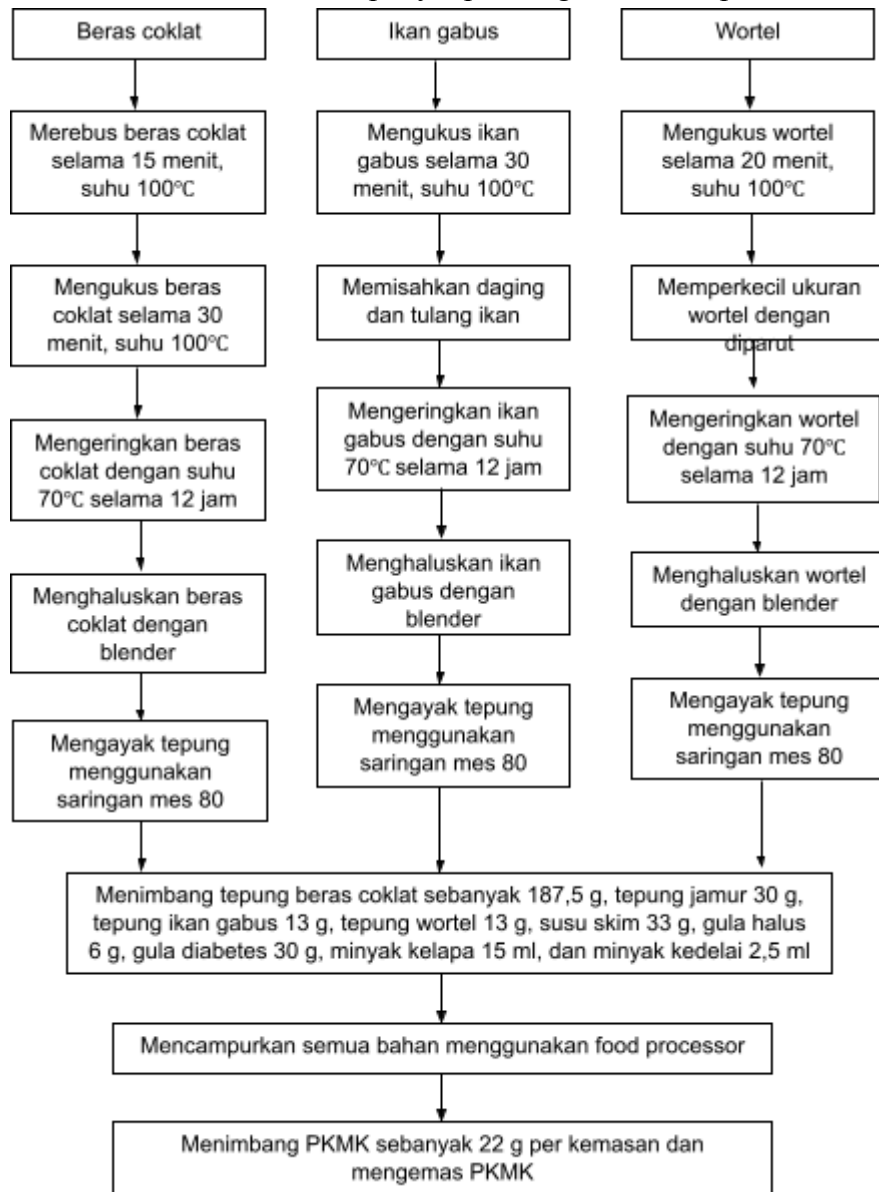 Beras coklat
Ikan gabus
Wortel
Merebus beras coklat
selama 15 menit,
suhu 100℃
Mengukus ikan
gabus selama 30
menit, suhu 100℃
Mengukus wortel
selama 20 menit,
suhu 100℃
Mengukus beras
coklat selama 30
menit, suhu 100℃
Memisahkan daging
dan tulang ikan
Memperkecil ukuran
wortel dengan
diparut
Mengeringkan beras
coklat dengan suhu
70℃ selama 12 jam
Mengeringkan ikan
gabus dengan suhu
70℃ selama 12 jam
Mengeringkan wortel
dengan suhu 70℃
selama 12 jam
Menghaluskan beras
coklat dengan
blender
Menghaluskan ikan
gabus dengan
blender
Menghaluskan wortel
dengan blender
Mengayak tepung
menggunakan
saringan mes 80
Mengayak tepung
menggunakan
saringan mes 80
Mengayak tepung
menggunakan
saringan mes 80
Menimbang tepung beras coklat sebanyak 187,5 g, tepung jamur 30 g,
tepung ikan gabus 13 g, tepung wortel 13 g, susu skim 33 g, gula halus
6 g, gula diabetes 30 g, minyak kelapa 15 ml, dan minyak kedelai 2,5 ml
Mencampurkan semua bahan menggunakan food processor
Menimbang PKMK sebanyak 22 g per kemasan dan
mengemas PKMK